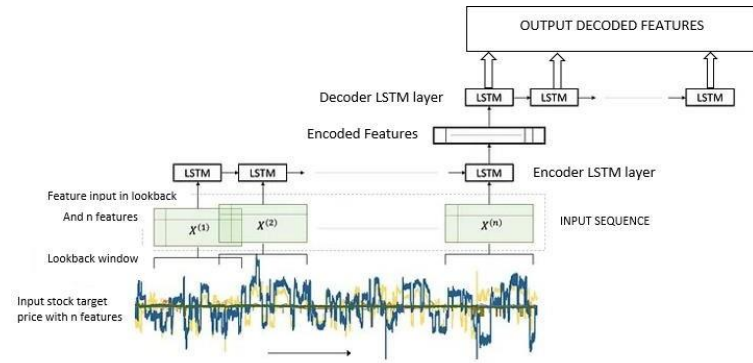 OUTPUT DECODED FEATURES
Decoder LSTM layer
LSTM
LSTM
LSTM
Encoded Features
LSTM
LSTM
LSTM
Encoder LSTM layer
Feature input in lookback
And n features
X⁽¹⁾
X⁽²⁾
X⁽ⁿ⁾
INPUT SEQUENCE
Lookback window
Input stock target
price with n features